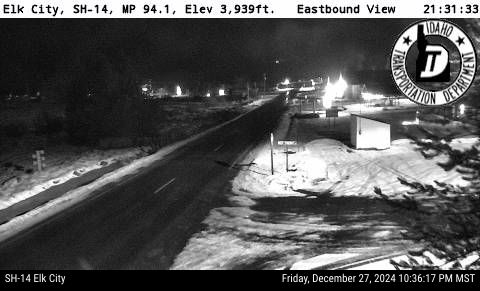 Elk City, SH-14, MP 94.1, Elev 3,939ft. Eastbound View 21:31:33
IDAHO
TRANSPORTATION DEPARTMENT
SH-14 Elk City
Friday, December 27, 2024 10:36:17 PM MST